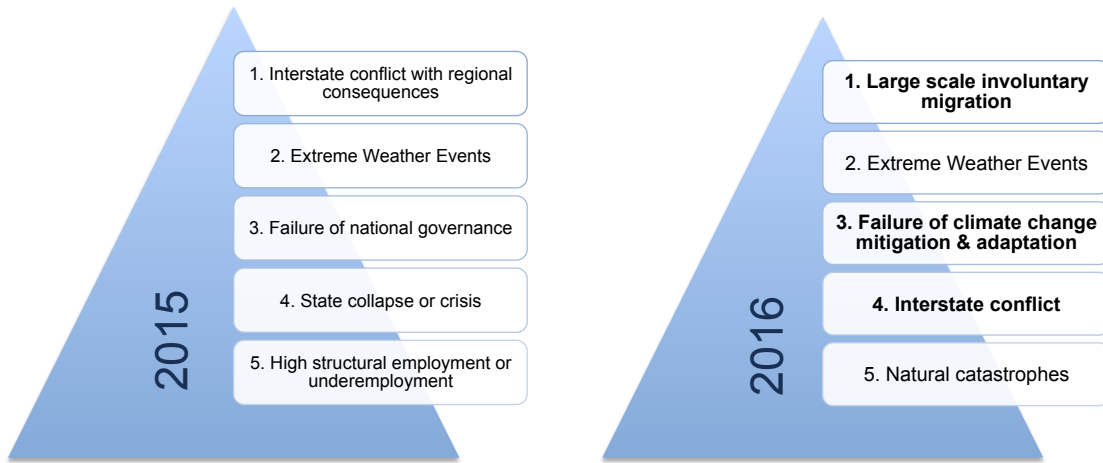 1. Interstate conflict with regional
consequences
2. Extreme Weather Events
3. Failure of national governance
4. State collapse or crisis
5. High structural employment or
underemployment
2015
1. Large scale involuntary
migration
2. Extreme Weather Events
3. Failure of climate change
mitigation & adaptation
4. Interstate conflict
5. Natural catastrophes
2016